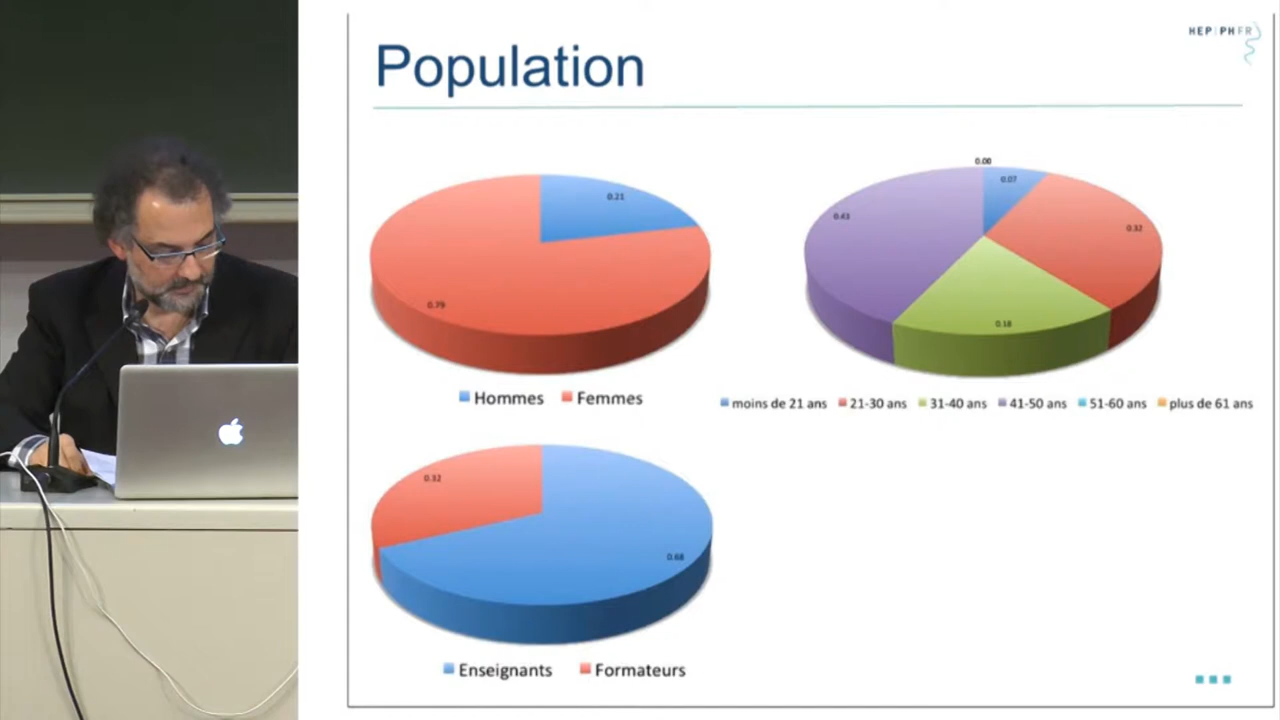 Population
HEP|PHFR
0.21
0.79
Hommes Femmes
0.00
0.07
0.43
0.32
0.18
moins de 21 ans 21-30 ans 31-40 ans 41-50 ans 51-60 ans plus de 61 ans
0.32
0.68
Enseignants Formateurs